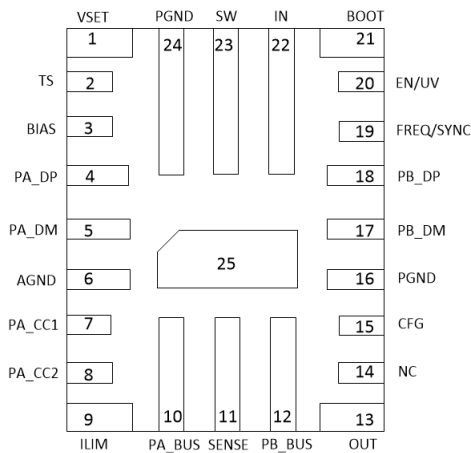 VSET PGND SW IN BOOT
1 24 23 22 21
TS 2 20 EN/UV
BIAS 3 19 FREQ/SYNC
PA_DP 4 18 PB_DP
PA_DM 5 17 PB_DM
25
AGND 6 16 PGND
PA_CC1 7 15 CFG
PA_CC2 8 14 NC
9 10 11 12 13
ILIM PA_BUS SENSE PB_BUS OUT